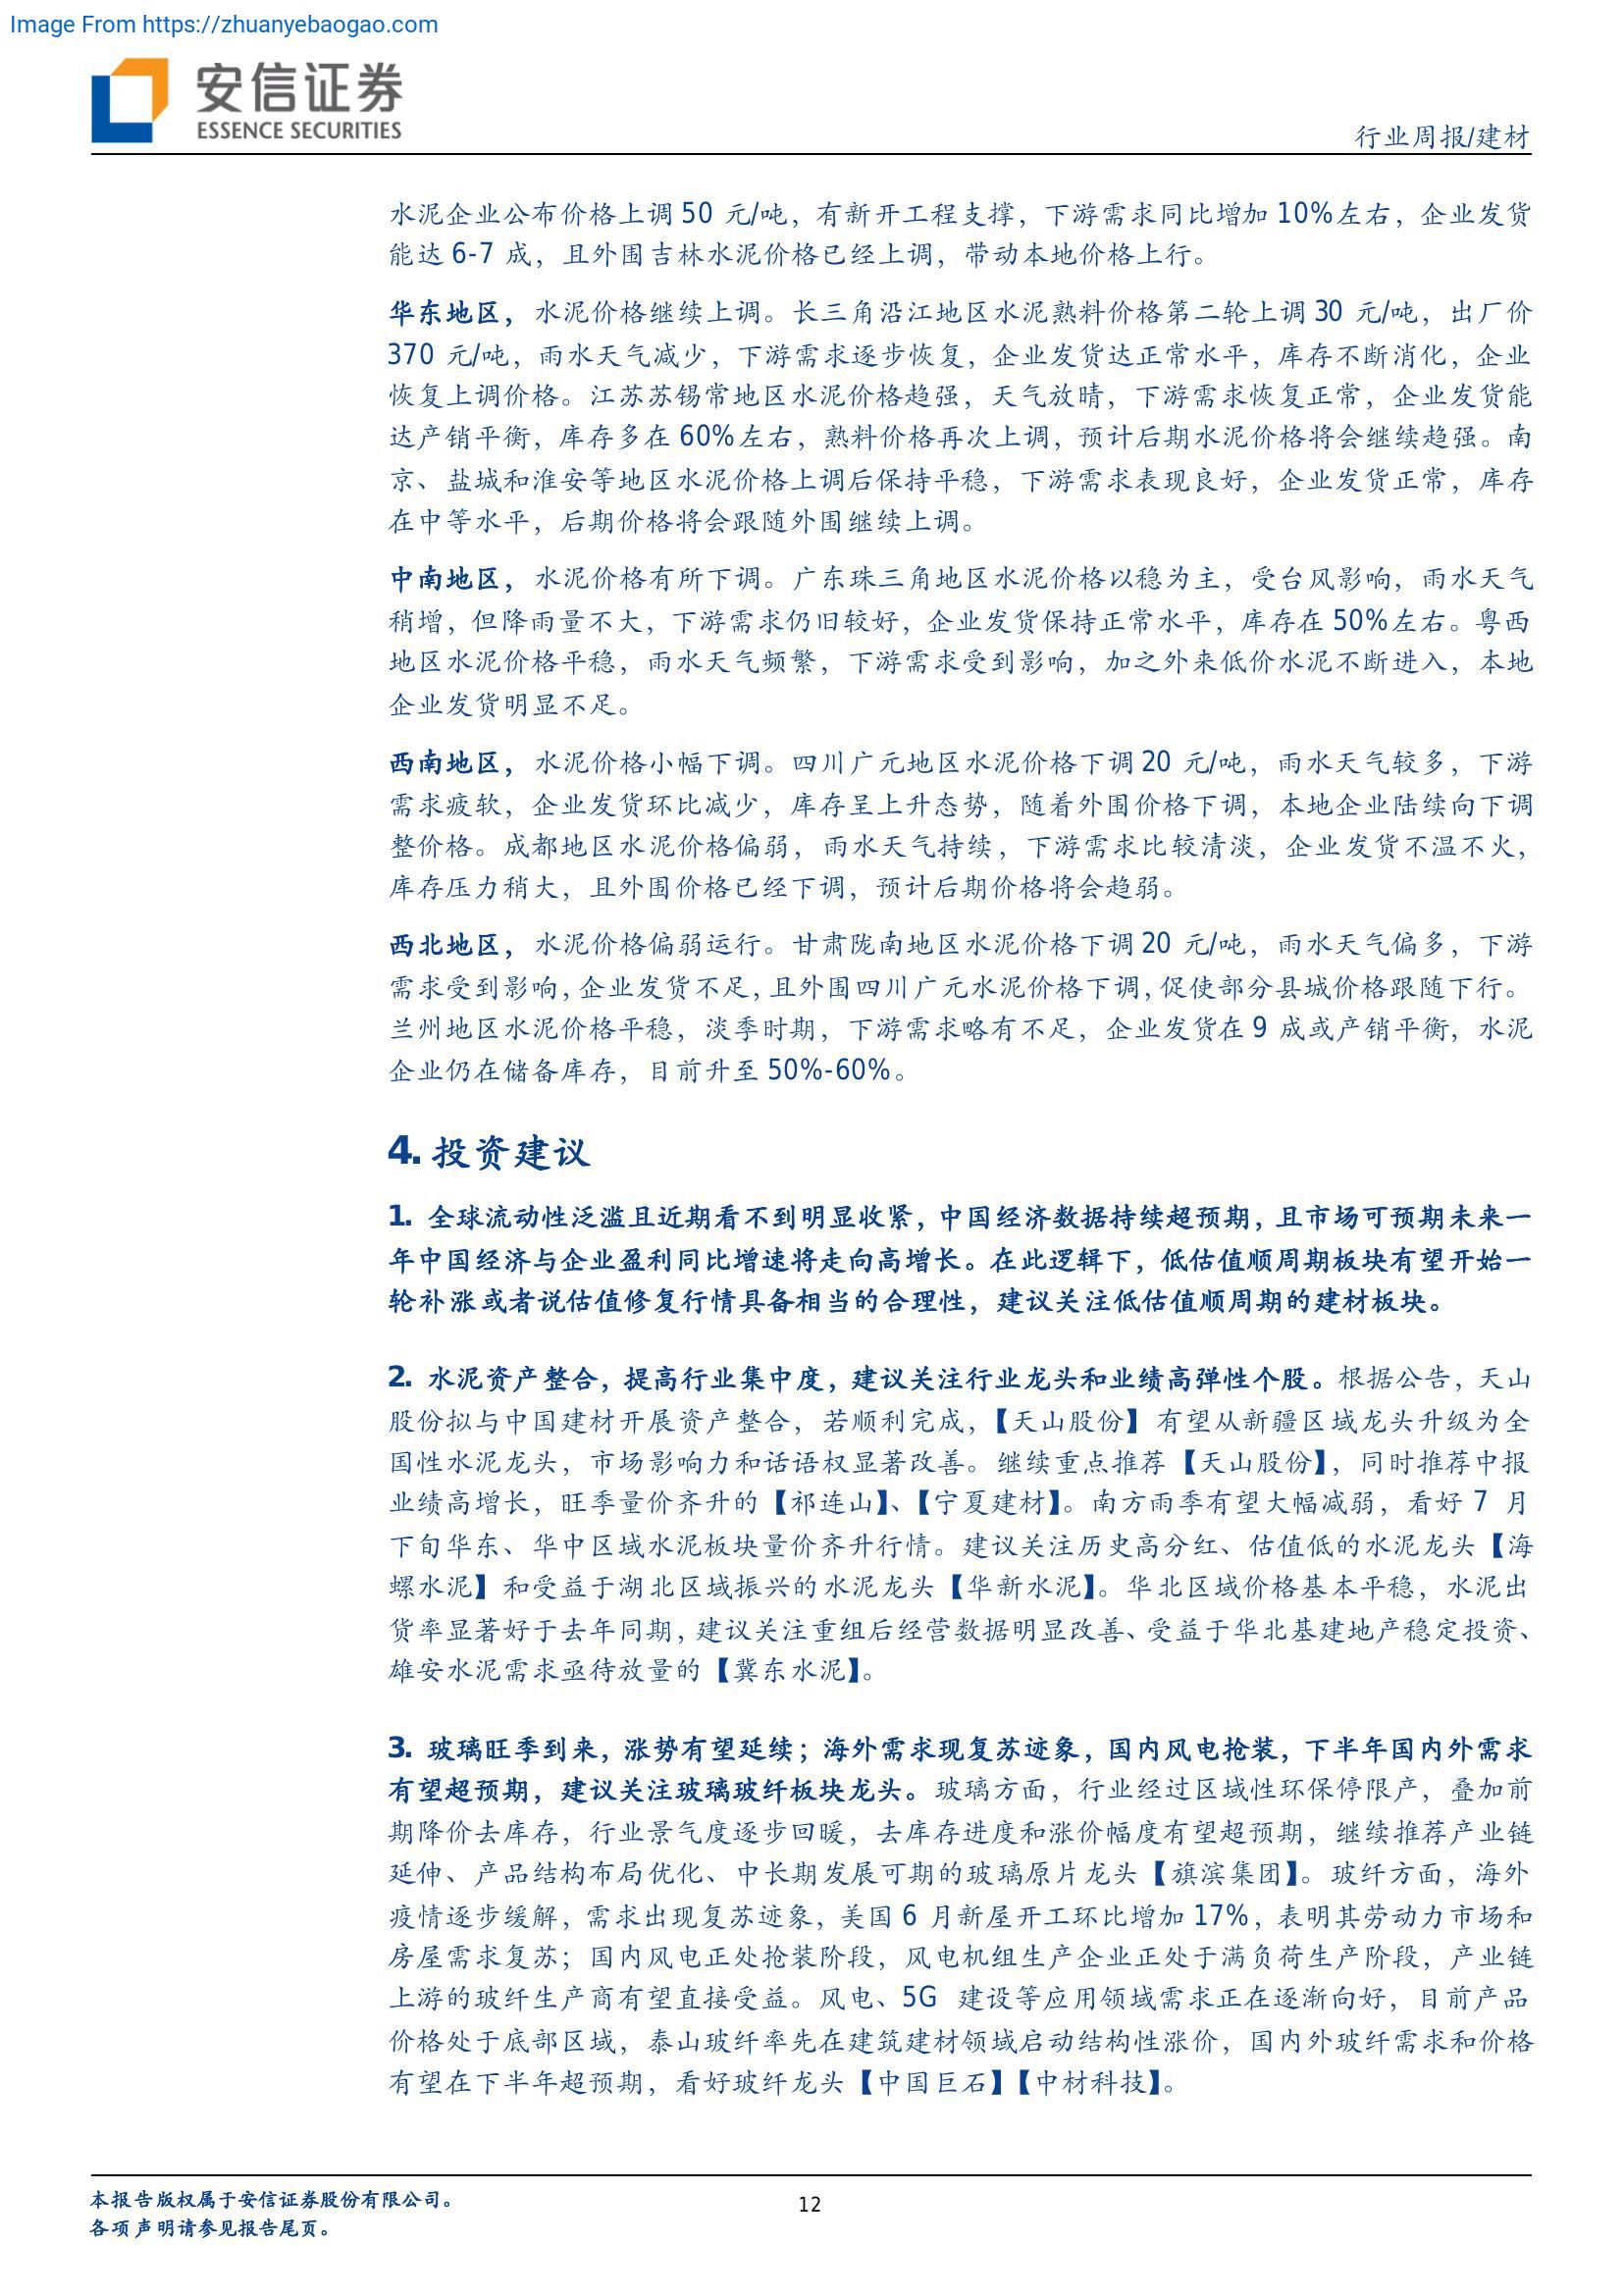 Image From https://zhuanyebaogao.com
安信证券
ESSENCE SECURITIES
行业周报/建材
水泥企业公布价格上调 50 元/吨，有新开工程支撑，下游需求同比增加 10%左右，企业发货
能达 6-7 成，且外围吉林水泥价格已经上调，带动本地价格上行。
华东地区，水泥价格继续上调。长三角沿江地区水泥熟料价格第二轮上调 30 元/吨，出厂价
370 元/吨，雨水天气减少，下游需求逐步恢复，企业发货达正常水平，库存不断消化，企业
恢复上调价格。江苏苏锡常地区水泥价格趋强，天气放晴，下游需求恢复正常，企业发货能
达产销平衡，库存多在 60%左右，熟料价格再次上调，预计后期水泥价格将会继续趋强。南
京、盐城和淮安等地区水泥价格上调后保持平稳，下游需求表现良好，企业发货正常，库存
在中等水平，后期价格将会跟随外围继续上调。
中南地区，水泥价格有所下调。广东珠三角地区水泥价格以稳为主，受台风影响，雨水天气
稍增，但降雨量不大，下游需求仍旧较好，企业发货保持正常水平，库存在 50%左右。粤西
地区水泥价格平稳，雨水天气频繁，下游需求受到影响，加之外来低价水泥不断进入，本地
企业发货明显不足。
西南地区，水泥价格小幅下调。四川广元地区水泥价格下调 20 元/吨，雨水天气较多，下游
需求疲软，企业发货环比减少，库存呈上升态势，随着外围价格下调，本地企业陆续向下调
整价格。成都地区水泥价格偏弱，雨水天气持续，下游需求比较清淡，企业发货不温不火，
库存压力稍大，且外围价格已经下调，预计后期价格将会趋弱。
西北地区，水泥价格偏弱运行。甘肃陇南地区水泥价格下调 20 元/吨，雨水天气偏多，下游
需求受到影响，企业发货不足，且外围四川广元水泥价格下调，促使部分县城价格跟随下行。
兰州地区水泥价格平稳，淡季时期，下游需求略有不足，企业发货在 9 成或产销平衡，水泥
企业仍在储备库存，目前升至 50%-60%。
4. 投资建议
1. 全球流动性泛滥且近期看不到明显收紧，中国经济数据持续超预期，且市场可预期未来一
年中国经济与企业盈利同比增速将走向高增长。在此逻辑下，低估值顺周期板块有望开始一
轮补涨或者说估值修复行情具备相当的合理性，建议关注低估值顺周期的建材板块。
2. 水泥资产整合，提高行业集中度，建议关注行业龙头和业绩高弹性个股。根据公告，天山
股份拟与中国建材开展资产整合，若顺利完成，【天山股份】有望从新疆区域龙头升级为全
国性水泥龙头，市场影响力和话语权显著改善。继续重点推荐【天山股份】，同时推荐中报
业绩高增长，旺季量价齐升的【祁连山】、【宁夏建材】。南方雨季有望大幅减弱，看好 7 月
下旬华东、华中区域水泥板块量价齐升行情。建议关注历史高分红、估值低的水泥龙头【海
螺水泥】和受益于湖北区域振兴的水泥龙头【华新水泥】。华北区域价格基本平稳，水泥出
货率显著好于去年同期，建议关注重组后经营数据明显改善、受益于华北基建地产稳定投资、
雄安水泥需求亟待放量的【冀东水泥】。
3. 玻璃旺季到来，涨势有望延续；海外需求现复苏迹象，国内风电抢装，下半年国内外需求
有望超预期，建议关注玻璃玻纤板块龙头。玻璃方面，行业经过区域性环保停限产，叠加前
期降价去库存，行业景气度逐步回暖，去库存进度和涨价幅度有望超预期，继续推荐产业链
延伸、产品结构布局优化、中长期发展可期的玻璃原片龙头【旗滨集团】。玻纤方面，海外
疫情逐步缓解，需求出现复苏迹象，美国 6 月新屋开工环比增加 17%，表明其劳动力市场和
房屋需求复苏；国内风电正处抢装阶段，风电机组生产企业正处于满负荷生产阶段，产业链
上游的玻纤生产商有望直接受益。风电、5G 建设等应用领域需求正在逐渐向好，目前产品
价格处于底部区域，泰山玻纤率先在建筑建材领域启动结构性涨价，国内外玻纤需求和价格
有望在下半年超预期，看好玻纤龙头【中国巨石】【中材科技】。
本报告版权属于安信证券股份有限公司。
各项声明请参见报告尾页。
12